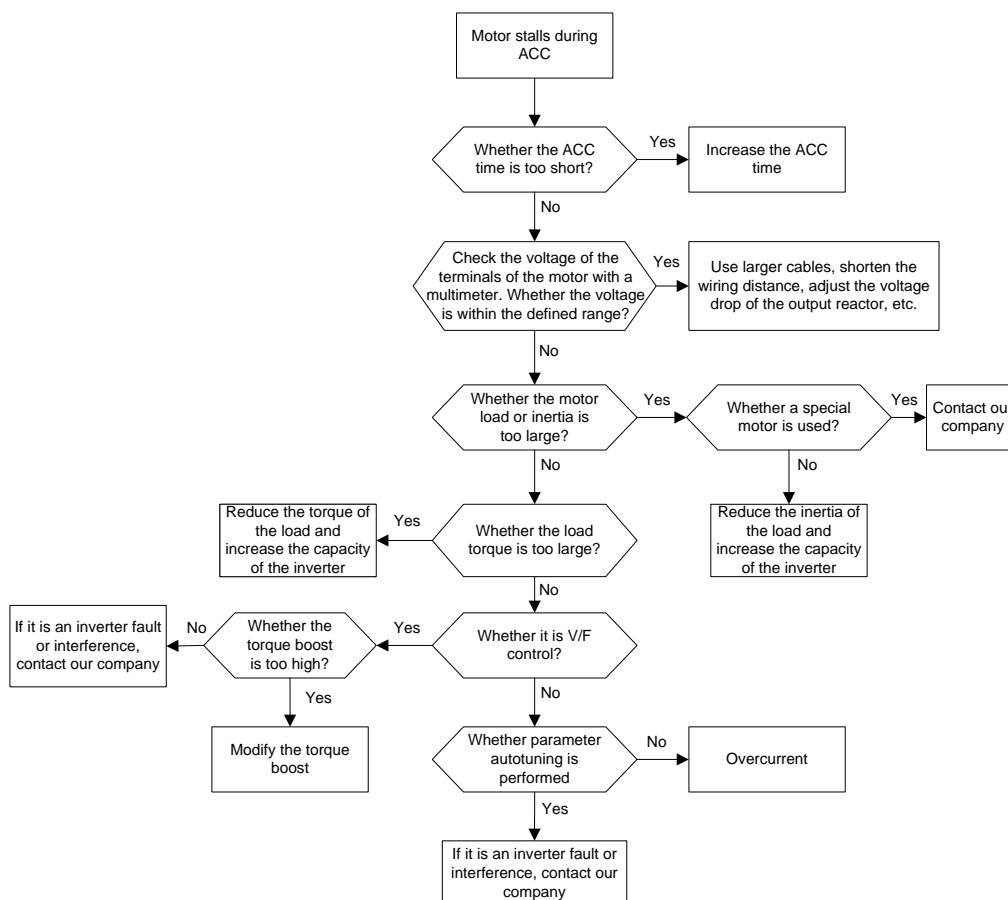 Motor stalls during
ACC
Whether the ACC
time is too short?
Yes
Increase the ACC
time
No
Check the voltage of the
terminals of the motor with a
multimeter. Whether the voltage
is within the defined range?
Yes
Use larger cables, shorten the
wiring distance, adjust the voltage
drop of the output reactor, etc.
No
Whether the motor
load or inertia is
too large?
Yes
Whether a special
motor is used?
Yes
Contact our
company
No
No
Reduce the torque of
the load and
increase the capacity
of the inverter
Yes
Whether the load
torque is too large?
Reduce the inertia of
the load and
increase the capacity
of the inverter
No
If it is an inverter fault
or interference,
contact our company
No
Whether the
torque boost
is too high?
Yes
Whether it is V/F
control?
Yes
No
Modify the torque
boost
Whether parameter
autotuning is
performed
No
Overcurrent
Yes
If it is an inverter fault or
interference, contact our
company